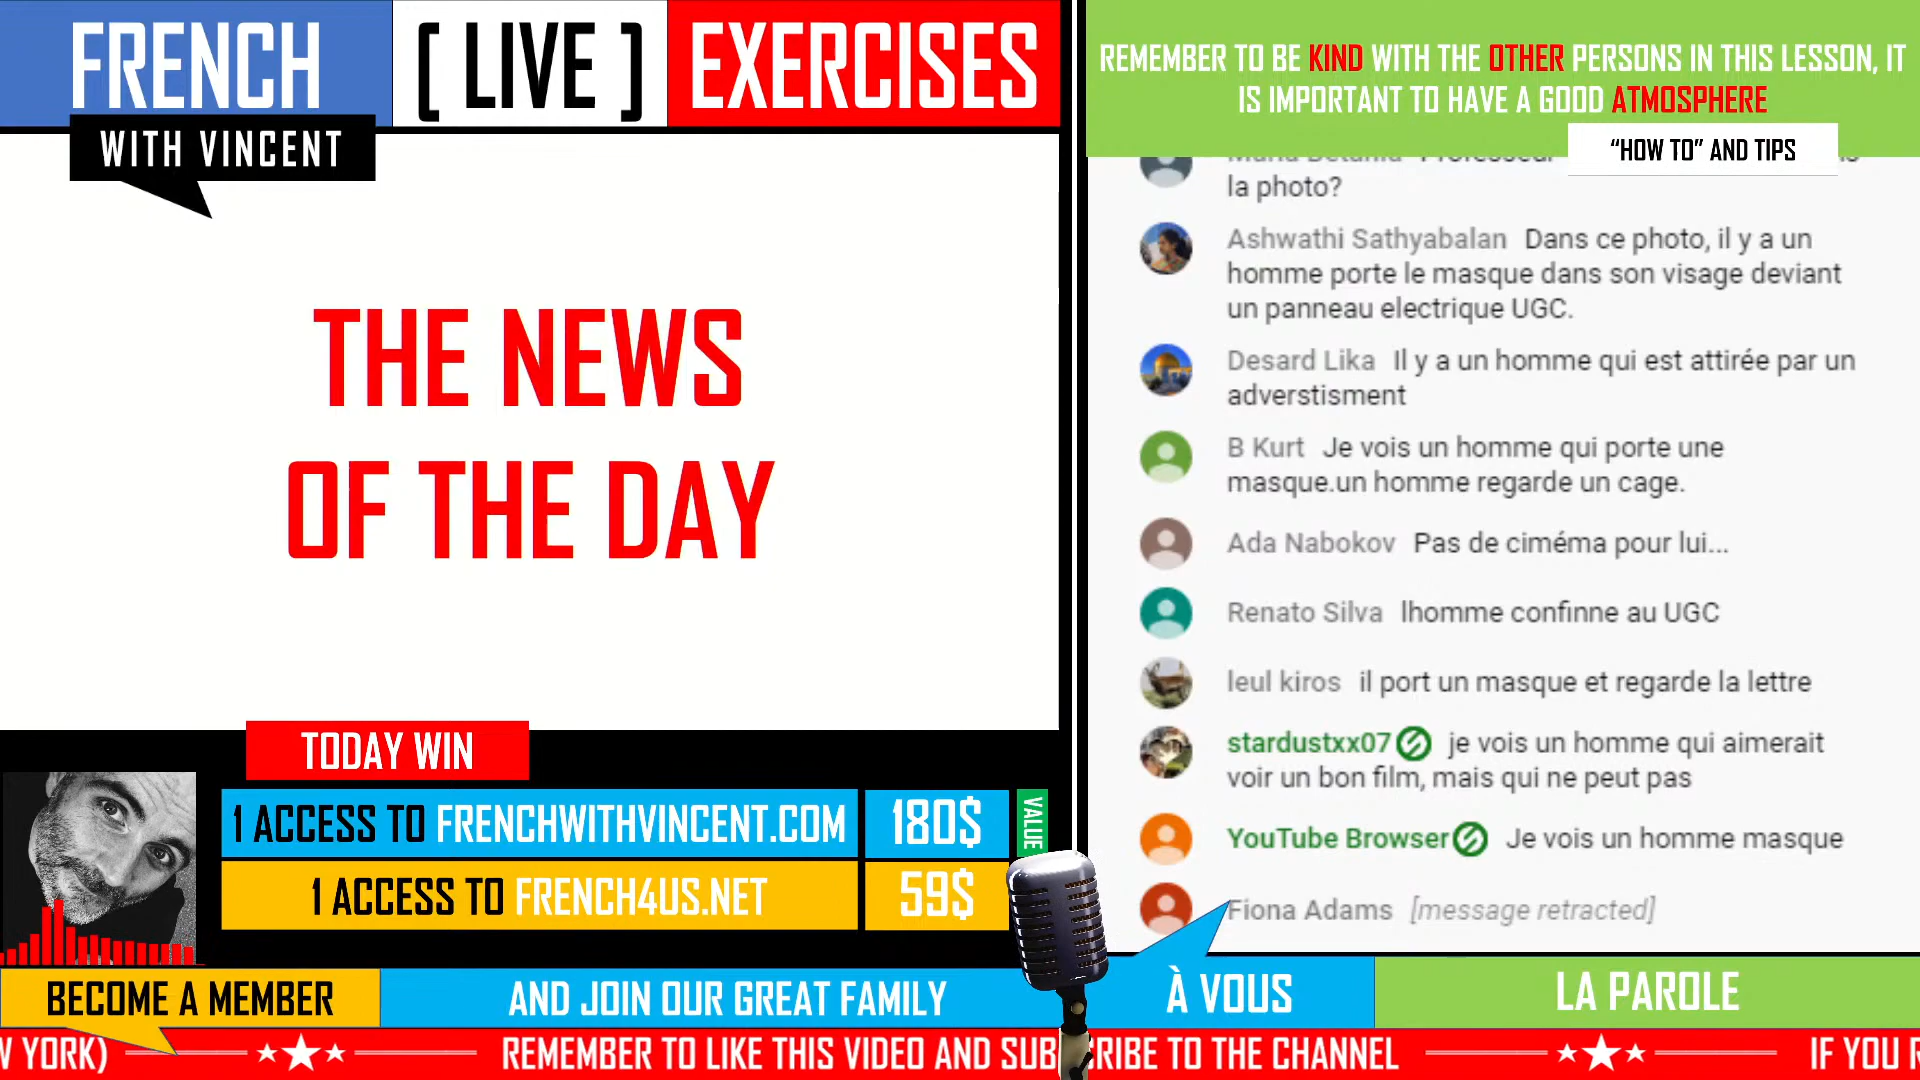 FRENCH
[ LIVE ]
EXERCISES
WITH VINCENT
THE NEWS
OF THE DAY
TODAY WIN
1 ACCESS TO FRENCHWITHVINCENT.COM
180$
VALUE
1 ACCESS TO FRENCH4US.NET
59$
BECOME A MEMBER
AND JOIN OUR GREAT FAMILY
REMEMBER TO BE KIND WITH THE OTHER PERSONS IN THIS LESSON, IT
IS IMPORTANT TO HAVE A GOOD ATMOSPHERE
“HOW TO” AND TIPS
la photo?
Ashwathi Sathyabalan Dans ce photo, il y a un
homme porte le masque dans son visage deviant
un panneau electrique UGC.
Desard Lika Il y a un homme qui est attirée par un
adverstisment
B Kurt Je vois un homme qui porte une
masque.un homme regarde un cage.
Ada Nabokov Pas de ciméma pour lui...
Renato Silva lhomme confinne au UGC
leul kiros il port un masque et regarde la lettre
stardustxx07 je vois un homme qui aimerait
voir un bon film, mais qui ne peut pas
YouTube Browser Je vois un homme masque
Fiona Adams [message retracted]
À VOUS
LA PAROLE
W YORK)
REMEMBER TO LIKE THIS VIDEO AND SUBSCRIBE TO THE CHANNEL
IF YOU